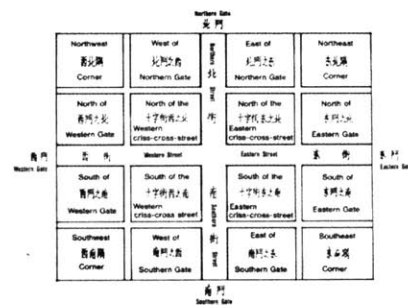 Northern Gate
北門
Northwest
西北隅
Corner
West of
北門之西
Northern Gate
Northern
北
街
Street
East of
北門之東
Northern Gate
Northeast
東北隅
Corner
North of
西門之北
Western Gate
North of the
十字街西之北
Western
criss-cross-street
North of the
十字街東之北
Eastern
criss-cross-street
North of
東門之北
Eastern Gate
西門
Western Gate
西街
Western Street
Eastern Street
東街
東門
Eastern Gate
South of
西門之南
Western Gate
South of the
十字街西之南
Western
criss-cross-street
South of the
十字街東之南
Eastern
criss-cross-street
South of
東門之南
Eastern Gate
Southwest
西南隅
Corner
West of
南門之西
Southern Gate
南
街
Southern
Street
East of
南門之東
Southern Gate
Southeast
東南隅
Corner
南門
Southern Gate